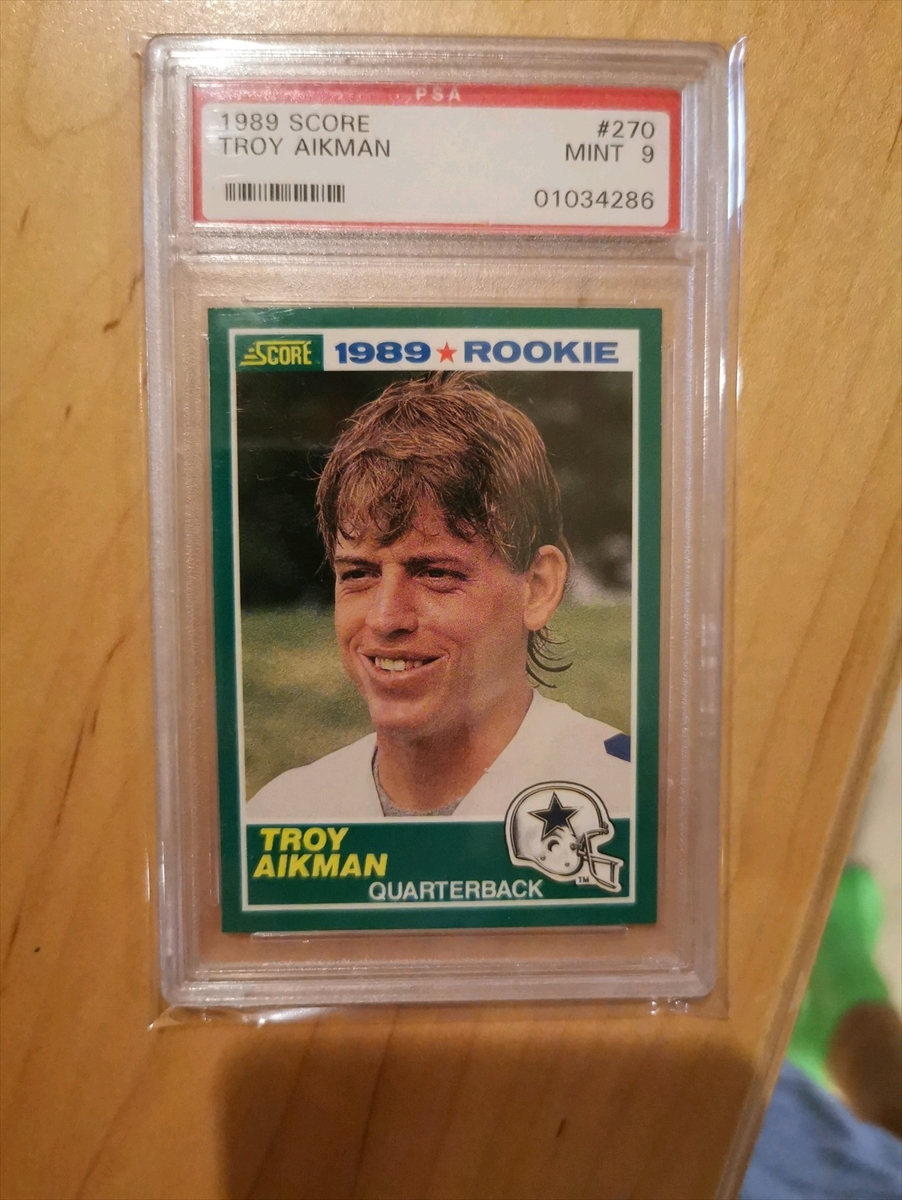 PSA
1989 SCORE #270
TROY AIKMAN MINT 9
01034286
SCORE 1989 ROOKIE
TROY
AIKMAN
QUARTERBACK
TM